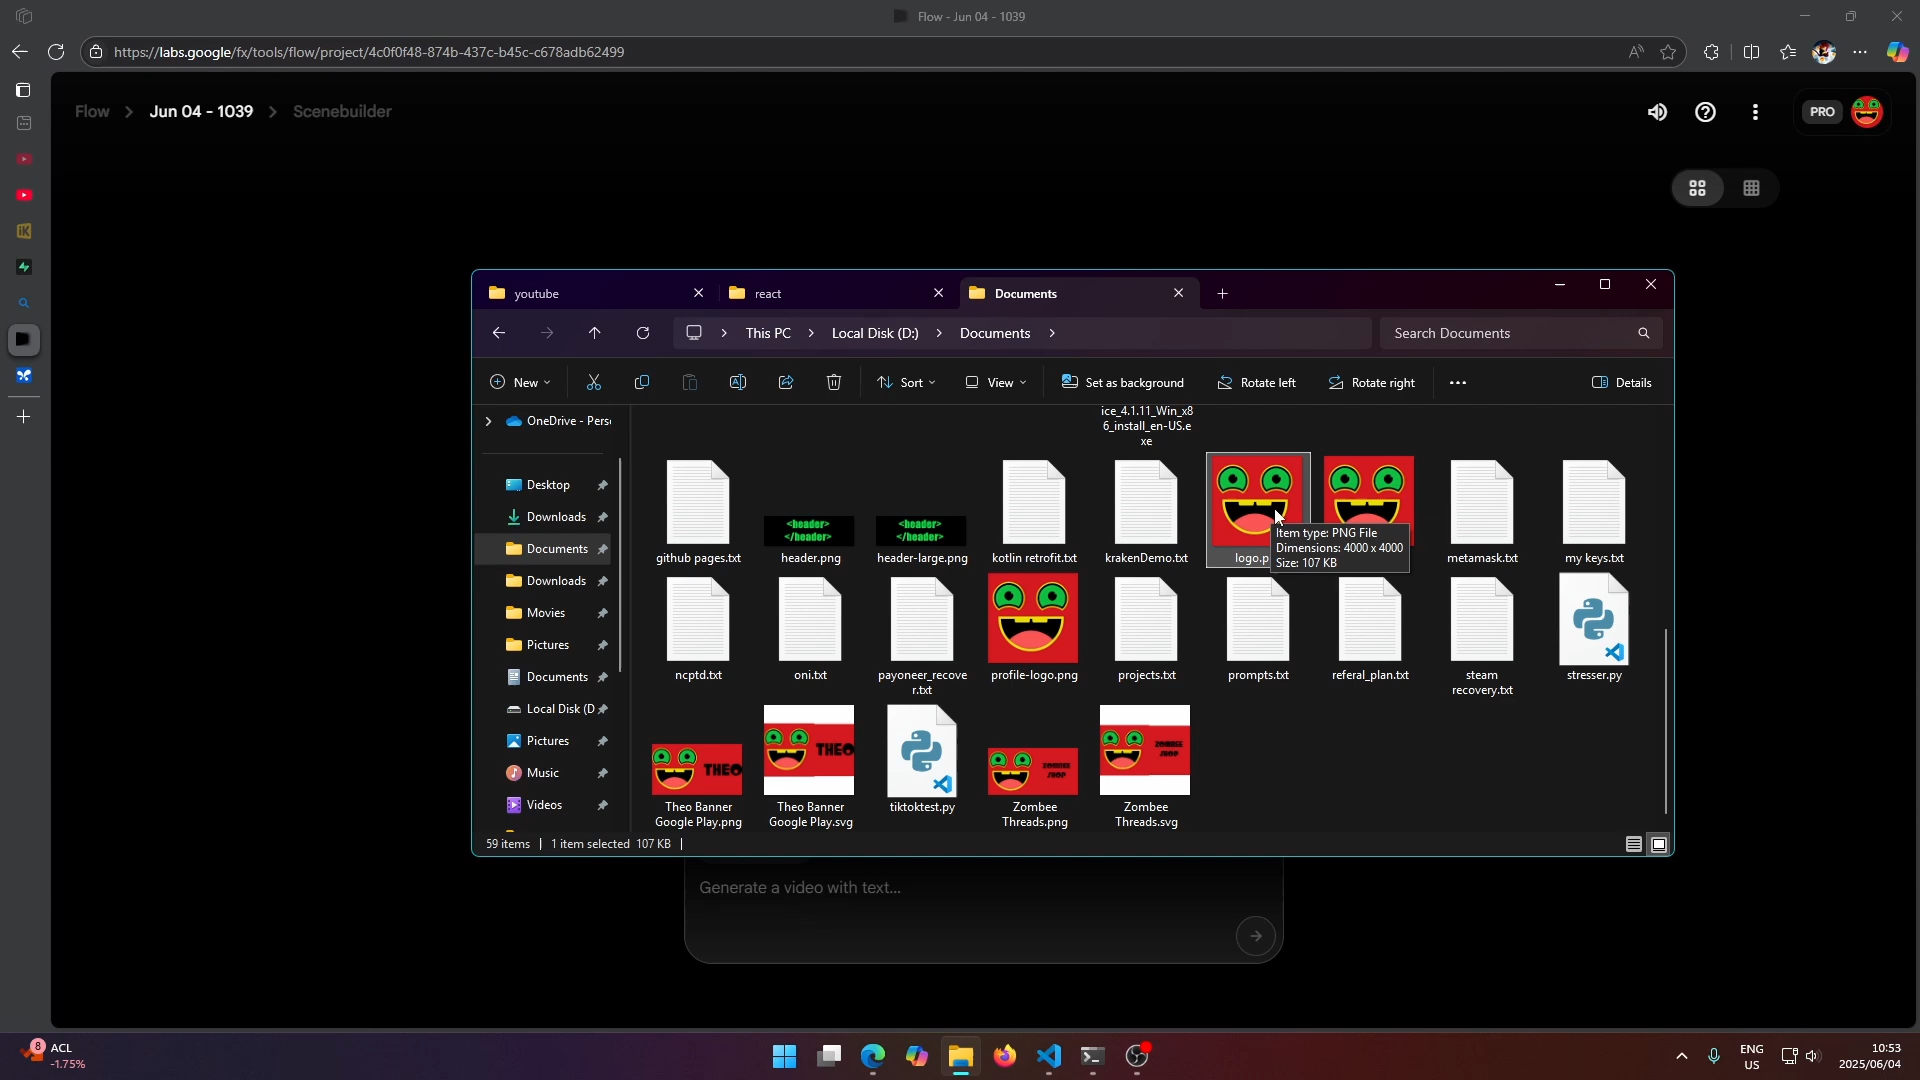 Flow - Jun 04 - 1039
https://labs.google/fx/tools/flow/project/4c0f0f48-874b-437c-b45c-c678adb62499
Flow > Jun 04 - 1039 > Scenebuilder
PRO
youtube
react
Documents
This PC > Local Disk (D:) > Documents >
Search Documents
New
Sort
View
Set as background
Rotate left
Rotate right
Details
OneDrive - Pers
Desktop
Downloads
Documents
Downloads
Movies
Pictures
Documents
Local Disk (D
Pictures
Music
Videos
ice_4.1.11_Win_x8
6_install_en-US.e
xe
github pages.txt
<header>
</header>
header.png
<header>
</header>
header-large.png
kotlin retrofit.txt
krakenDemo.txt
logo.p
Item type: PNG File
Dimensions: 4000 x 4000
Size: 107 KB
metamask.txt
my keys.txt
ncptd.txt
oni.txt
payoneer_recove
r.txt
profile-logo.png
projects.txt
prompts.txt
referal_plan.txt
steam
recovery.txt
stresser.py
THEO
Theo Banner
Google Play.png
THEO
Theo Banner
Google Play.svg
tiktoktest.py
ZOMBEE
SHOP
Zombee
Threads.png
ZOMBEE
SHOP
Zombee
Threads.svg
59 items
1 item selected 107 KB
Generate a video with text...
8
ACL
-1.75%
ENG
US
10:53
2025/06/04